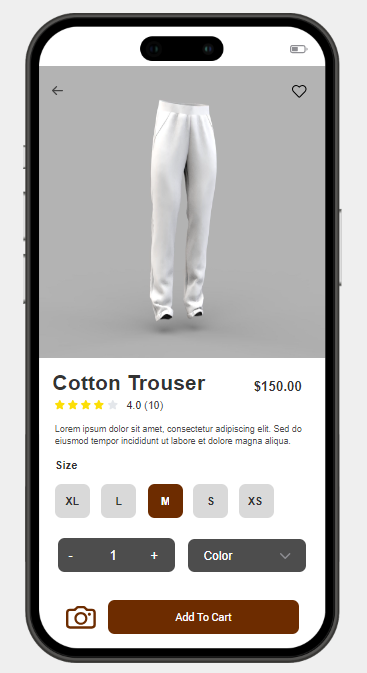 Cotton Trouser
$150.00
4.0 (10)
Lorem ipsum dolor sit amet, consectetur adipiscing elit. Sed do
eiusmod tempor incididunt ut labore et dolore magna aliqua.
Size
XL L M S XS
- 1 + Color
Add To Cart